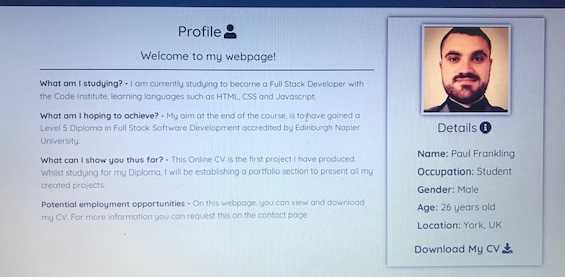 Profile
Welcome to my webpage!
What am I studying? - I am currently studying to become a Full Stack Developer with
the Code Institute, learning languages such as HTML, CSS and Javascript.
What am I hoping to achieve? - My aim at the end of the course, is to have gained a
Level 5 Diploma in Full Stack Software Development accredited by Edinburgh Napier
University.
What can I show you thus far? - This Online CV is the first project I have produced.
Whilst studying for my Diploma, I will be establishing a portfolio section to present all my
created projects.
Potential employment opportunities - On this webpage, you can view and download
my CV. For more information you can request this on the contact page.
Details
Name: Paul Frankling
Occupation: Student
Gender: Male
Age: 26 years old
Location: York, UK
Download My CV